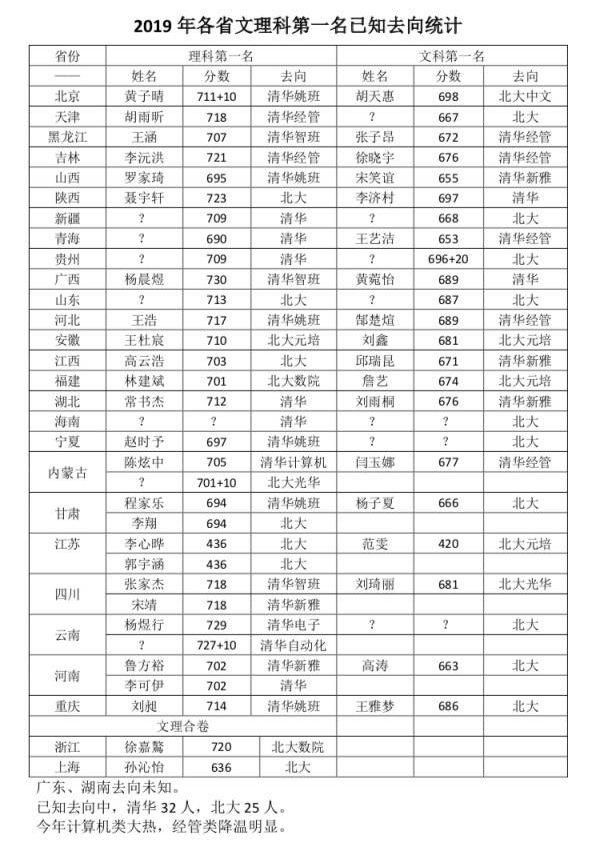 2019 年各省文理科第一名已知去向统计
省份 理科第一名 文科第一名
—— 姓名 分数 去向 姓名 分数 去向
北京 黄子晴 711+10 清华姚班 胡天惠 698 北大中文
天津 胡雨昕 718 清华经管 ? 667 北大
黑龙江 王涵 707 清华智班 张子昂 672 清华经管
吉林 李沅洪 721 清华经管 徐晓宇 676 清华经管
山西 罗家琦 695 清华姚班 宋笑谊 655 清华新雅
陕西 聂宇轩 723 北大 李济村 697 清华
新疆 ? 709 清华 ? 668 北大
青海 ? 690 清华 王艺洁 653 清华经管
贵州 ? 709 清华 ? 696+20 北大
广西 杨晨煜 730 清华智班 黄菀怡 689 清华
山东 ? 713 北大 ? 687 北大
河北 王浩 717 清华姚班 郜楚煊 689 清华经管
安徽 王杜宸 710 北大元培 刘鑫 681 北大元培
江西 高云浩 703 北大 邱瑞昆 671 清华新雅
福建 林建斌 701 北大数院 詹艺 674 北大元培
湖北 常书杰 712 清华 刘雨桐 676 清华新雅
海南 ? ? 清华 ? ? 北大
宁夏 赵时予 697 清华姚班 ? ? 北大
内蒙古 陈炫中 705 清华计算机 闫玉娜 677 清华经管
? 701+10 北大光华
甘肃 程家乐 694 清华姚班 杨子夏 666 北大
李翔 694 北大
江苏 李心晔 436 北大 范雯 420 北大元培
郭宇涵 436 北大
四川 张家杰 718 清华智班 刘琦丽 681 北大光华
宋靖 718 清华新雅
云南 杨煜行 729 清华电子 ? ? 北大
? 727+10 清华自动化
河南 鲁方裕 702 清华新雅 高涛 663 北大
李可伊 702 清华
重庆 刘昶 714 清华姚班 王雅梦 686 北大
文理合卷
浙江 徐嘉騖 720 北大数院
上海 孙沁怡 636 北大
广东、湖南去向未知。
已知去向中，清华 32 人，北大 25 人。
今年计算机类大热，经管类降温明显。